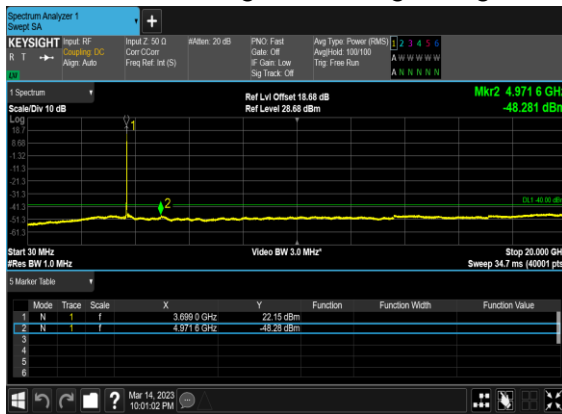 Spectrum Analyzer 1
Swept SA
KEYSIGHT Input: RF Input Z: 50 Ω #Atten: 20 dB PNO: Fast Avg Type: Power (RMS) 1 2 3 4 5 6
R T Coupling: DC Corr CCorr Gate: Off Avg|Hold: 100/100 A W W W W W
Align: Auto Freq Ref: Int (S) IF Gain: Low Trig: Free Run A N N N N N
LW Sig Track: Off
1 Spectrum Ref Lvl Offset 18.68 dB Mkr2 4.971 6 GHz
Scale/Div 10 dB Ref Level 28.68 dBm -48.281 dBm
Log
1
18.7
8.68
-1.32
-11.3
-21.3
-31.3
DL1 -40.00 dBm
-41.3
2
-51.3
-61.3
Start 30 MHz Video BW 3.0 MHz* Stop 20.000 GHz
#Res BW 1.0 MHz Sweep 34.7 ms (40001 pts)
5 Marker Table
Mode Trace Scale X Y Function Function Width Function Value
1 N 1 f 3.699 0 GHz 22.15 dBm
2 N 1 f 4.971 6 GHz -48.28 dBm
3
4
5
6
? Mar 14, 2023
10:01:02 PM